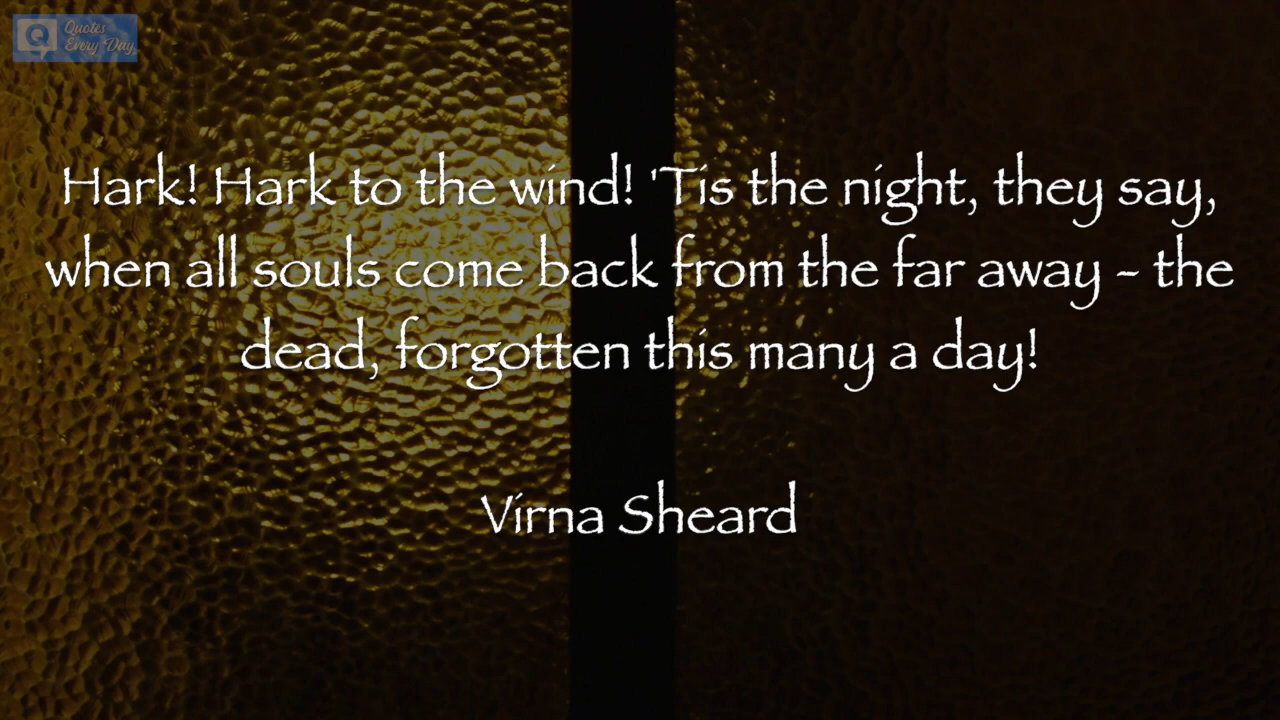 Quotes
Every Day
Hark! Hark to the wind! 'Tis the night, they say,
when all souls come back from the far away - the
dead, forgotten this many a day!
Virna Sheard